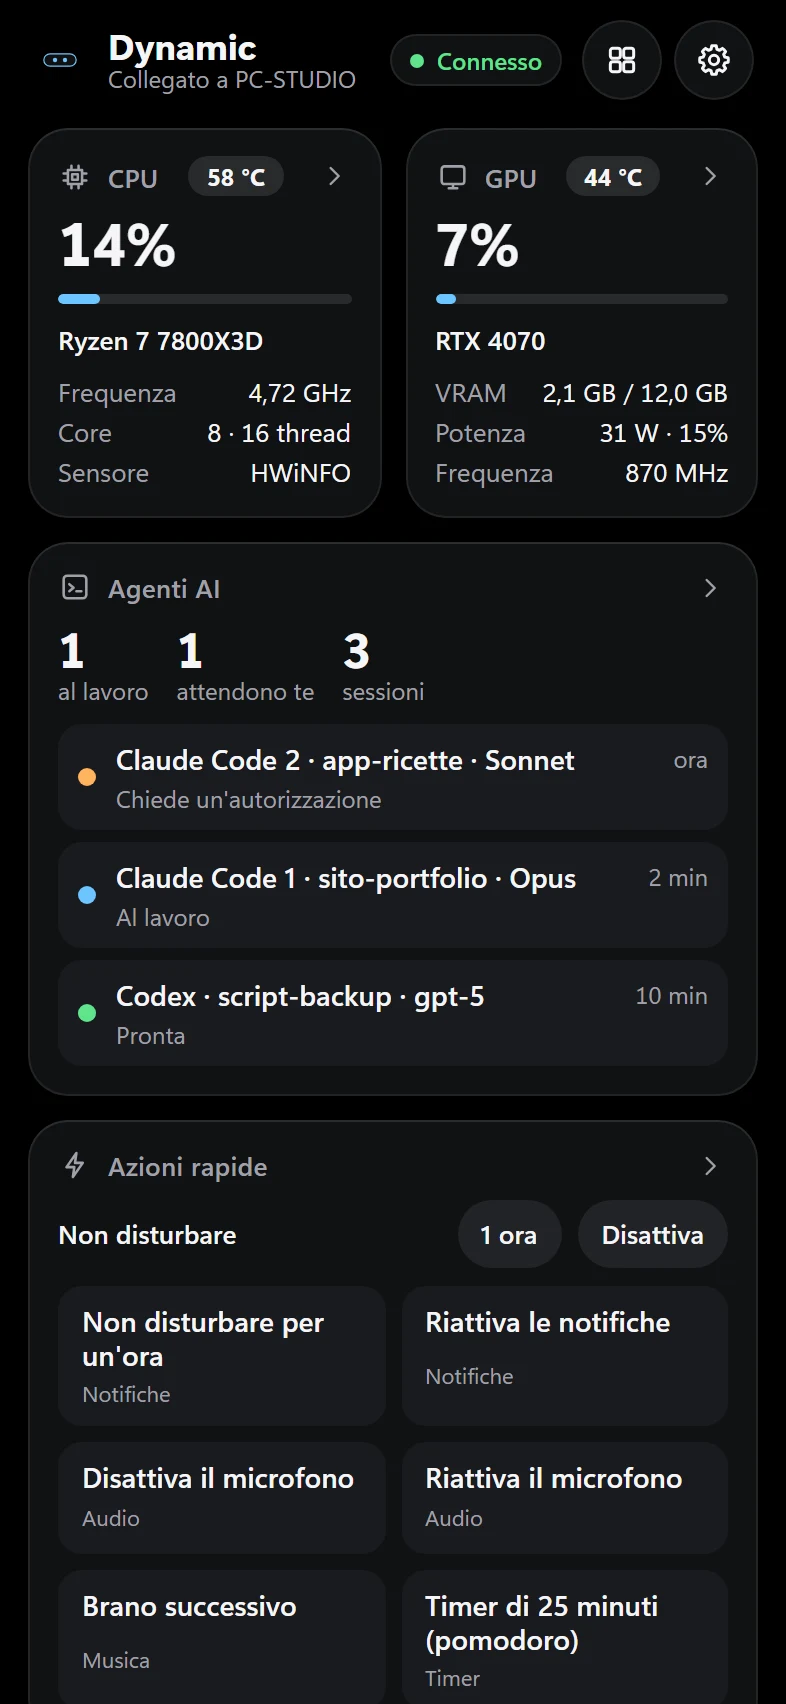 Dynamic
Collegato a PC-STUDIO
Connesso
CPU
58 °C
14%
Ryzen 7 7800X3D
Frequenza 4,72 GHz
Core 8 · 16 thread
Sensore HWiNFO
GPU
44 °C
7%
RTX 4070
VRAM 2,1 GB / 12,0 GB
Potenza 31 W · 15%
Frequenza 870 MHz
Agenti AI
1 al lavoro
1 attendono te
3 sessioni
Claude Code 2 · app-ricette · Sonnet ora
Chiede un'autorizzazione
Claude Code 1 · sito-portfolio · Opus 2 min
Al lavoro
Codex · script-backup · gpt-5 10 min
Pronta
Azioni rapide
Non disturbare 1 ora Disattiva
Non disturbare per
un'ora
Notifiche
Riattiva le notifiche
Notifiche
Disattiva il microfono
Audio
Riattiva il microfono
Audio
Brano successivo
Musica
Timer di 25 minuti
(pomodoro)
Timer